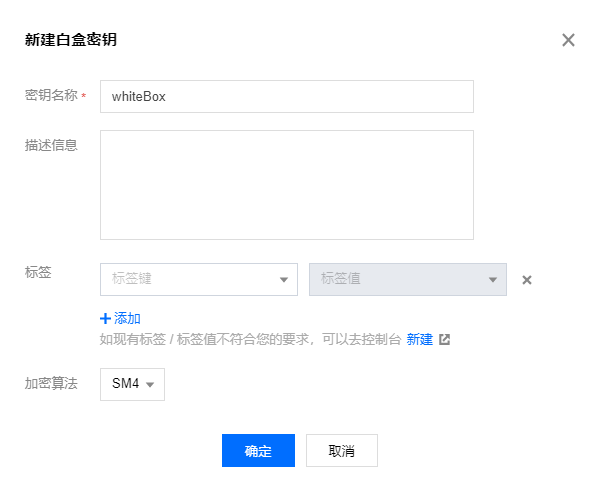 新建白盒密钥
密钥名称 * whiteBox
描述信息
标签 标签键 标签值
添加
如现有标签 / 标签值不符合您的要求，可以去控制台 新建
加密算法 SM4
确定 取消